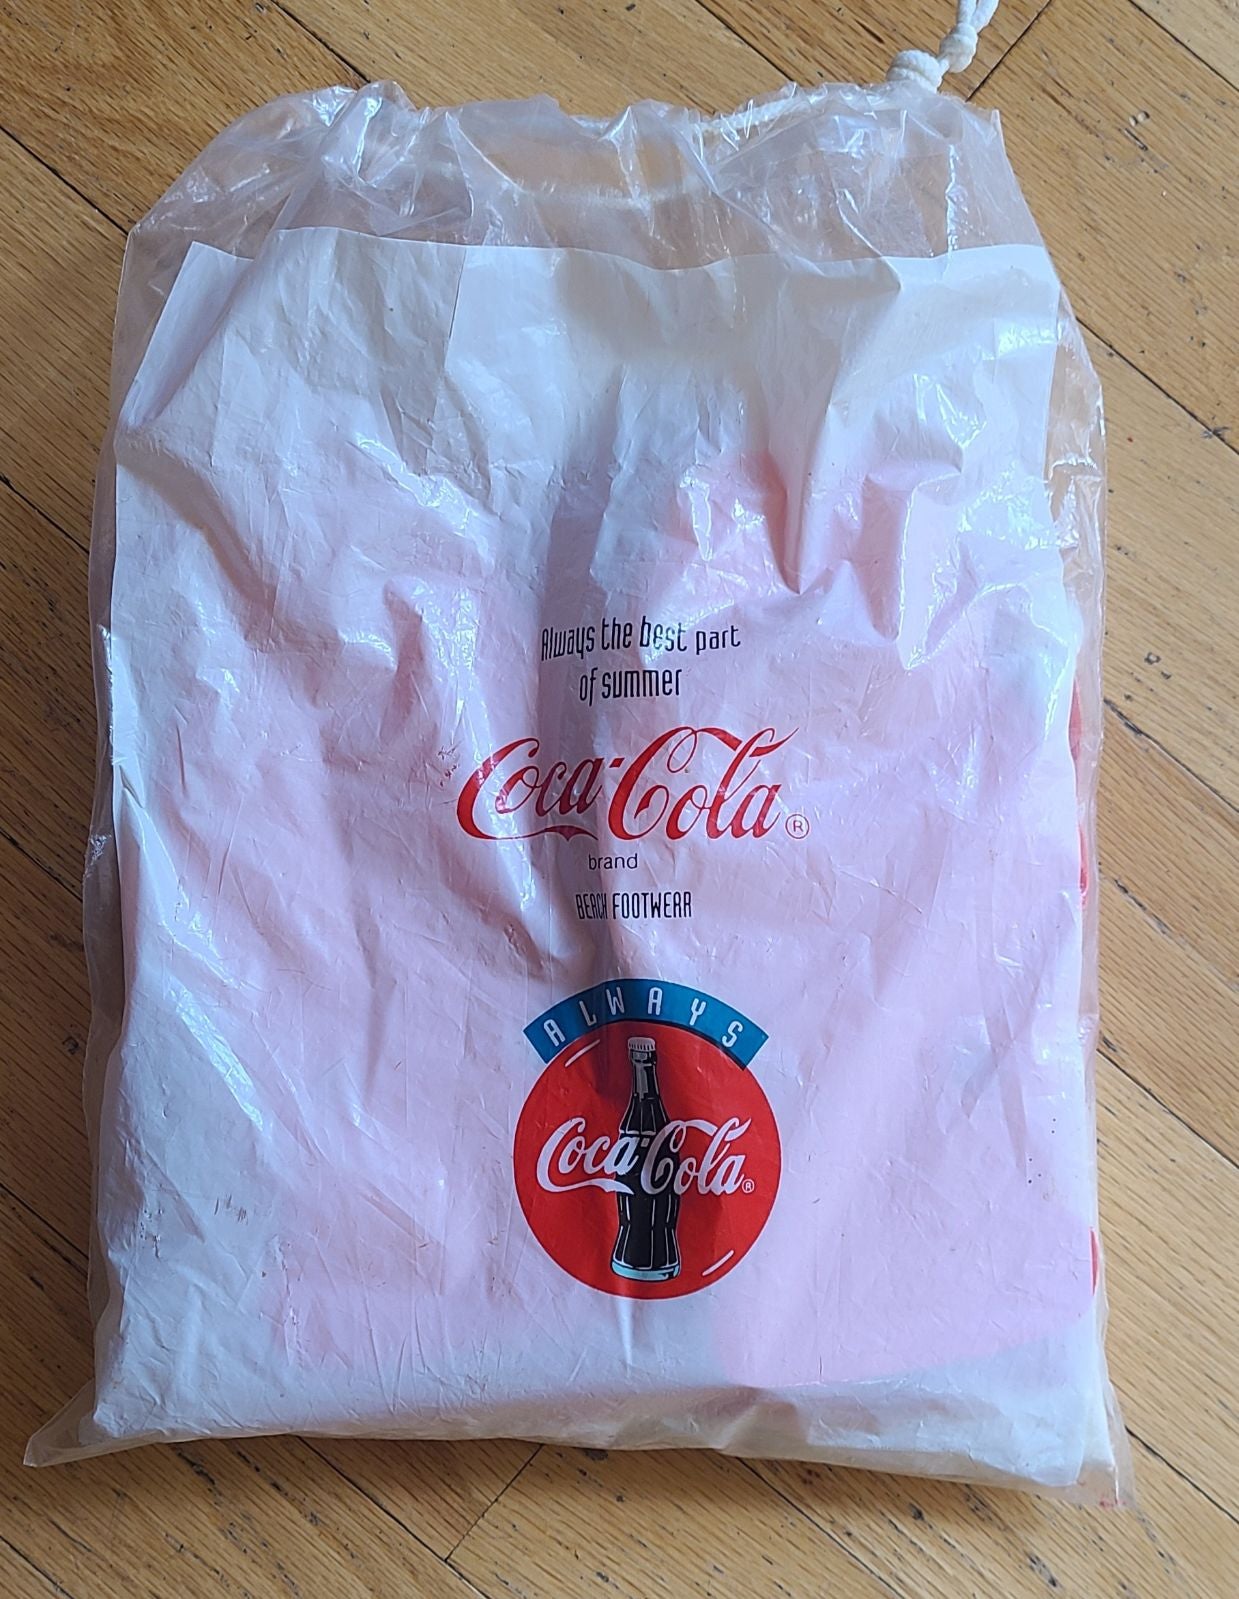 Always the best part
of summer
Coca-Cola®
brand
BEACH FOOTWEAR
ALWAYS
Coca-Cola®